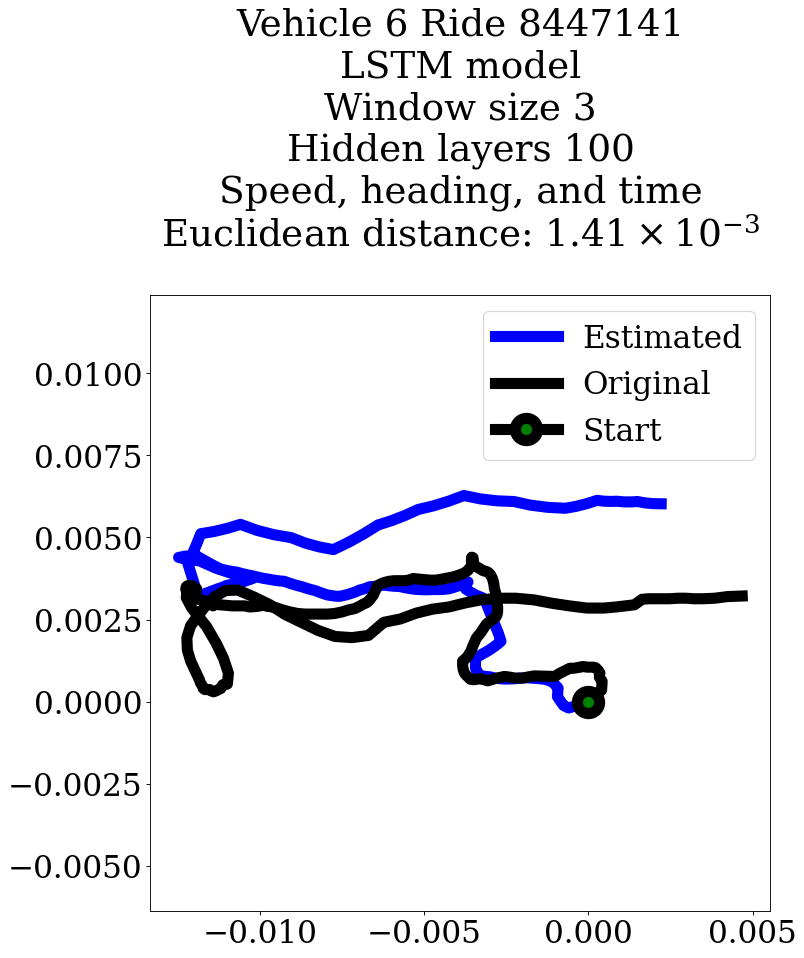 Vehicle 6 Ride 8447141
LSTM model
Window size 3
Hidden layers 100
Speed, heading, and time
Euclidean distance: 1.41 × 10⁻³
Estimated
Original
Start
0.0100
0.0075
0.0050
0.0025
0.0000
−0.0025
−0.0050
−0.010 −0.005 0.000 0.005